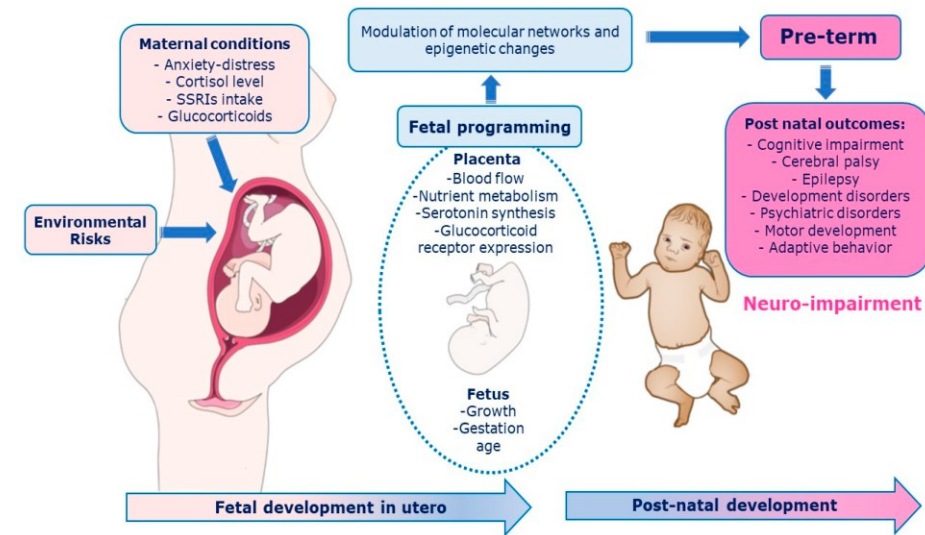 Maternal conditions
- Anxiety-distress
- Cortisol level
- SSRIs intake
- Glucocorticoids
Environmental
Risks
Modulation of molecular networks and
epigenetic changes
Fetal programming
Placenta
-Blood flow
-Nutrient metabolism
-Serotonin synthesis
-Glucocorticoid
receptor expression
Fetus
-Growth
-Gestation
age
Pre-term
Post natal outcomes:
- Cognitive impairment
- Cerebral palsy
- Epilepsy
- Development disorders
- Psychiatric disorders
- Motor development
- Adaptive behavior
Neuro-impairment
Fetal development in utero
Post-natal development